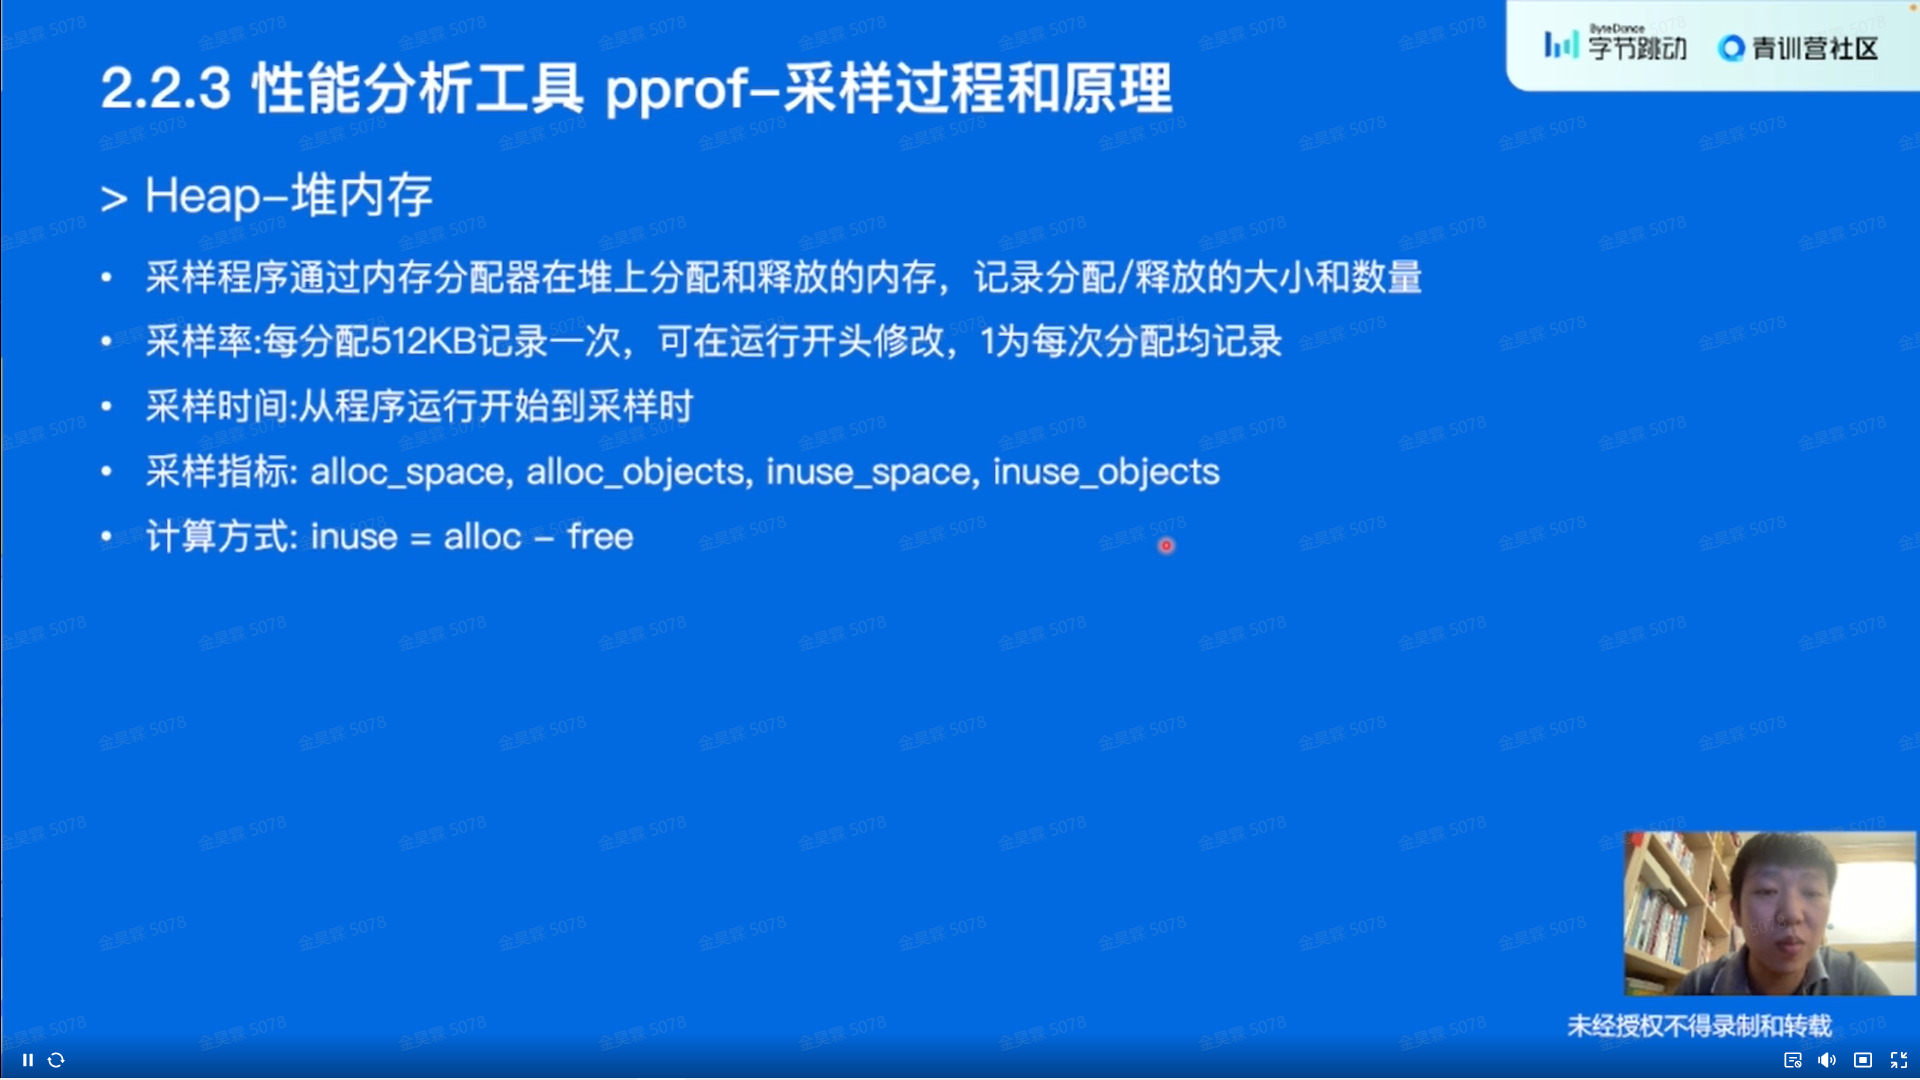 2.2.3 性能分析工具 pprof-采样过程和原理
ByteDance
字节跳动
青训营社区
> Heap-堆内存
• 采样程序通过内存分配器在堆上分配和释放的内存，记录分配/释放的大小和数量
• 采样率:每分配512KB记录一次，可在运行开头修改，1为每次分配均记录
• 采样时间:从程序运行开始到采样时
• 采样指标: alloc_space, alloc_objects, inuse_space, inuse_objects
• 计算方式: inuse = alloc - free
金昊霖 5078
未经授权不得录制和转载